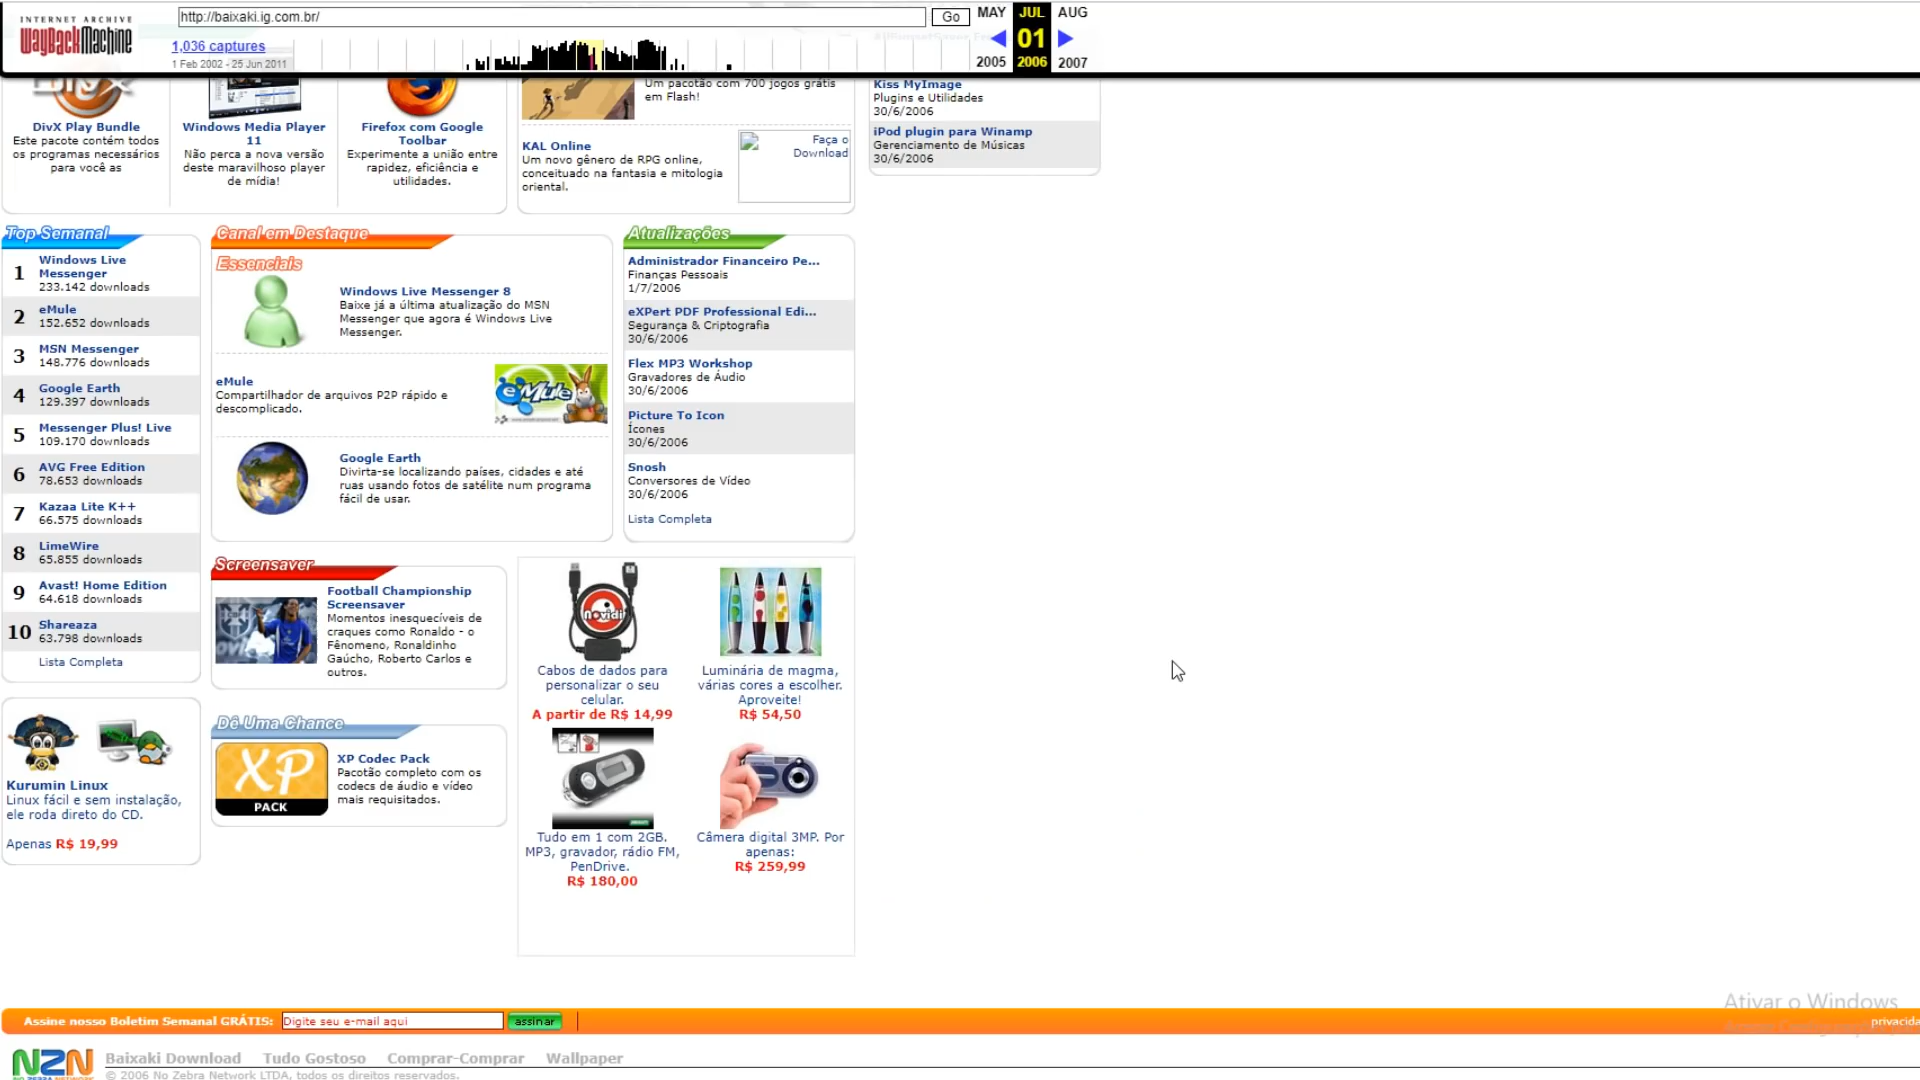 INTERNET ARCHIVE
WayBackMachine
http://baixaki.ig.com.br/
Go
MAY JUL AUG
1,036 captures
01
1 Feb 2002 - 25 Jun 2011
2005 2006 2007
DivX
DivX Play Bundle
Este pacote contém todos
os programas necessários
para você as
Windows Media Player
11
Não perca a nova versão
deste maravilhoso player
de mídia!
Firefox com Google
Toolbar
Experimente a união entre
rapidez, eficiência e
utilidades.
Um pacotão com 700 jogos grátis
em Flash!
KAL Online
Um novo gênero de RPG online,
conceituado na fantasia e mitologia
oriental.
Faça o
Download
Kiss MyImage
Plugins e Utilidades
30/6/2006
iPod plugin para Winamp
Gerenciamento de Músicas
30/6/2006
Top Semanal
1 Windows Live
Messenger
233.142 downloads
2 eMule
152.652 downloads
3 MSN Messenger
148.776 downloads
4 Google Earth
129.397 downloads
5 Messenger Plus! Live
109.170 downloads
6 AVG Free Edition
78.653 downloads
7 Kazaa Lite K++
66.575 downloads
8 LimeWire
65.855 downloads
9 Avast! Home Edition
64.618 downloads
10 Shareaza
63.798 downloads
Lista Completa
Canal em Destaque
Essenciais
Windows Live Messenger 8
Baixe já a última atualização do MSN
Messenger que agora é Windows Live
Messenger.
eMule
Compartilhador de arquivos P2P rápido e
descomplicado.
eMule
Google Earth
Divirta-se localizando países, cidades e até
ruas usando fotos de satélite num programa
fácil de usar.
Atualizações
Administrador Financeiro Pe...
Finanças Pessoais
1/7/2006
eXPert PDF Professional Edi...
Segurança & Criptografia
30/6/2006
Flex MP3 Workshop
Gravadores de Áudio
30/6/2006
Picture To Icon
Ícones
30/6/2006
Snosh
Conversores de Vídeo
30/6/2006
Lista Completa
Screensaver
Football Championship
Screensaver
Momentos inesquecíveis de
craques como Ronaldo - o
Fênomeno, Ronaldinho
Gaúcho, Roberto Carlos e
outros.
Dê Uma Chance
XP
PACK
XP Codec Pack
Pacotão completo com os
codecs de áudio e vídeo
mais requisitados.
novidi
Cabos de dados para
personalizar o seu
celular.
A partir de R$ 14,99
Luminária de magma,
várias cores a escolher.
Aproveite!
R$ 54,50
Tudo em 1 com 2GB.
MP3, gravador, rádio FM,
PenDrive.
R$ 180,00
Câmera digital 3MP. Por
apenas:
R$ 259,99
Kurumin Linux
Linux fácil e sem instalação,
ele roda direto do CD.
Apenas R$ 19,99
Ativar o Windows
Assine nosso Boletim Semanal GRÁTIS: Digite seu e-mail aqui assinar
privacida
NZN
NO ZEBRA NETWORK
Baixaki Download Tudo Gostoso Comprar-Comprar Wallpaper
© 2006 No Zebra Network LTDA, todos os direitos reservados.